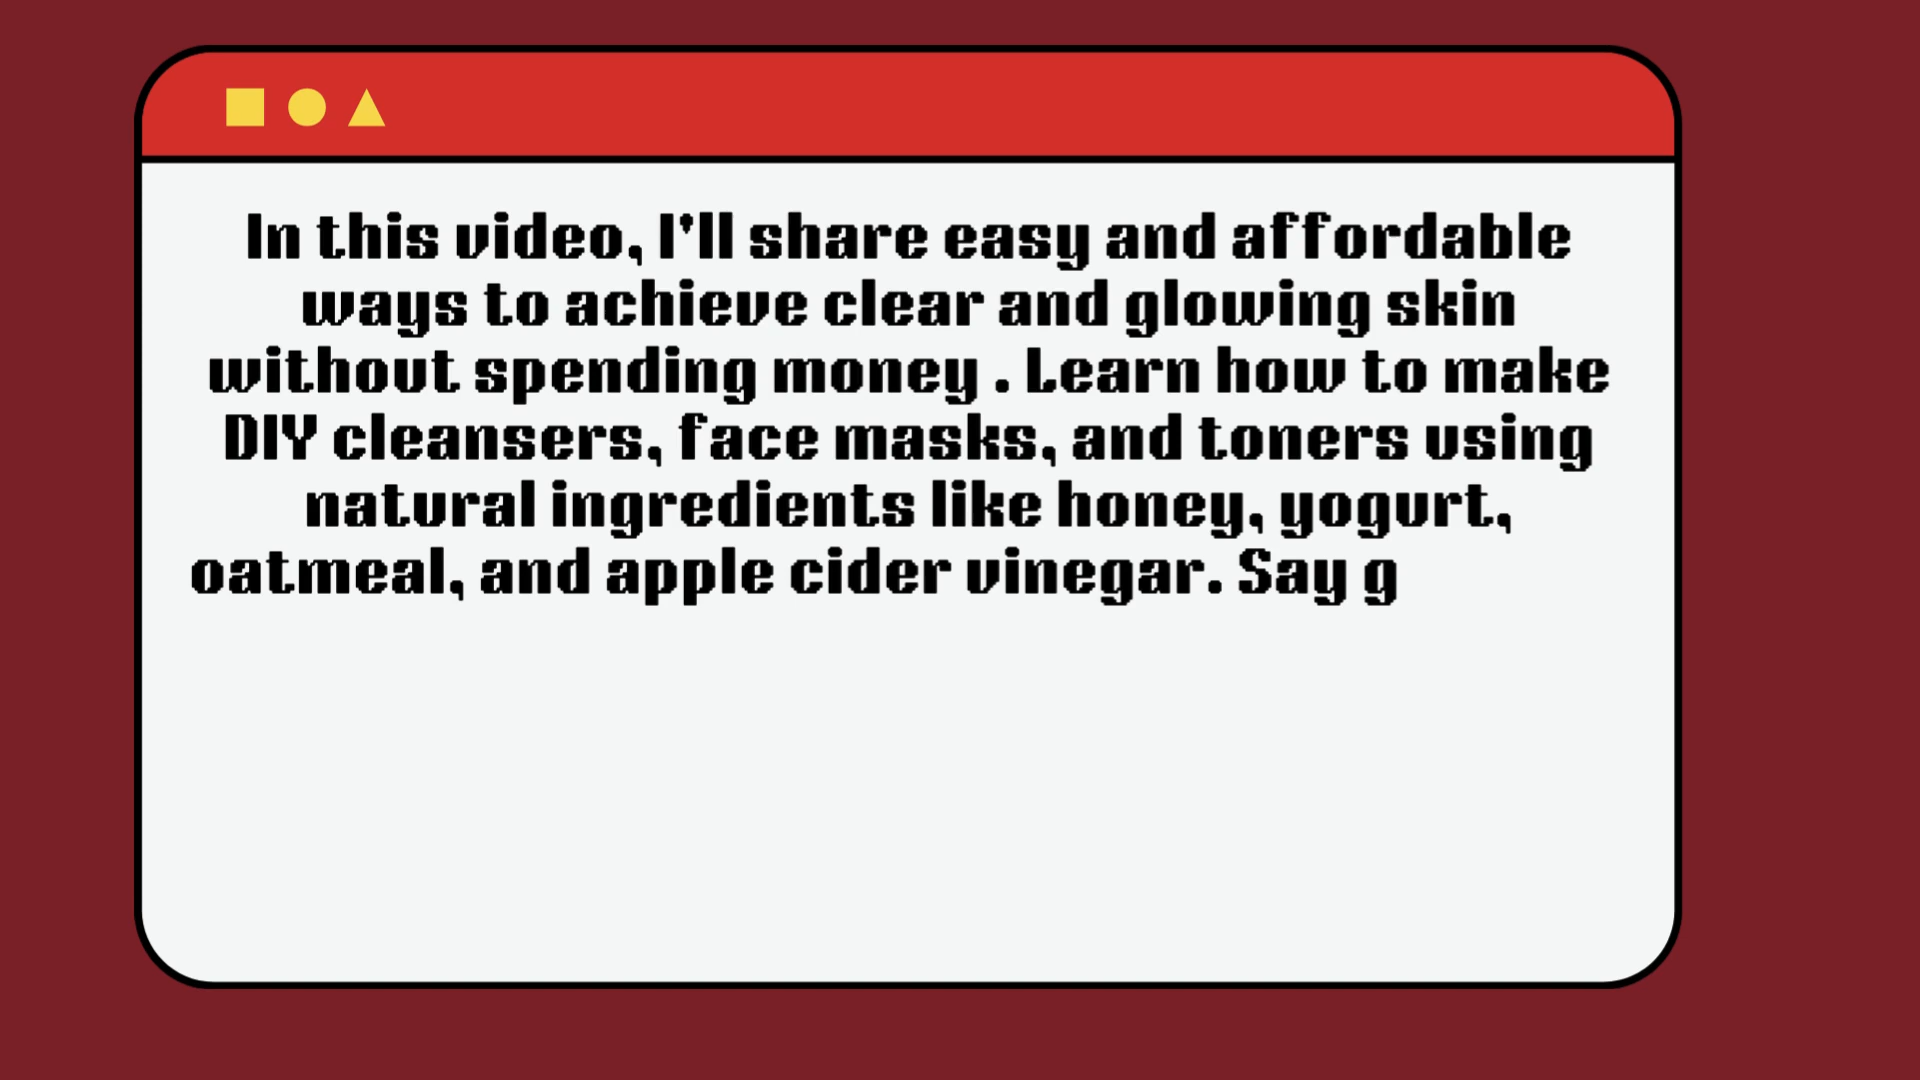 In this video, I'll share easy and affordable
ways to achieve clear and glowing skin
without spending money . Learn how to make
DIY cleansers, face masks, and toners using
natural ingredients like honey, yogurt,
oatmeal, and apple cider vinegar. Say g